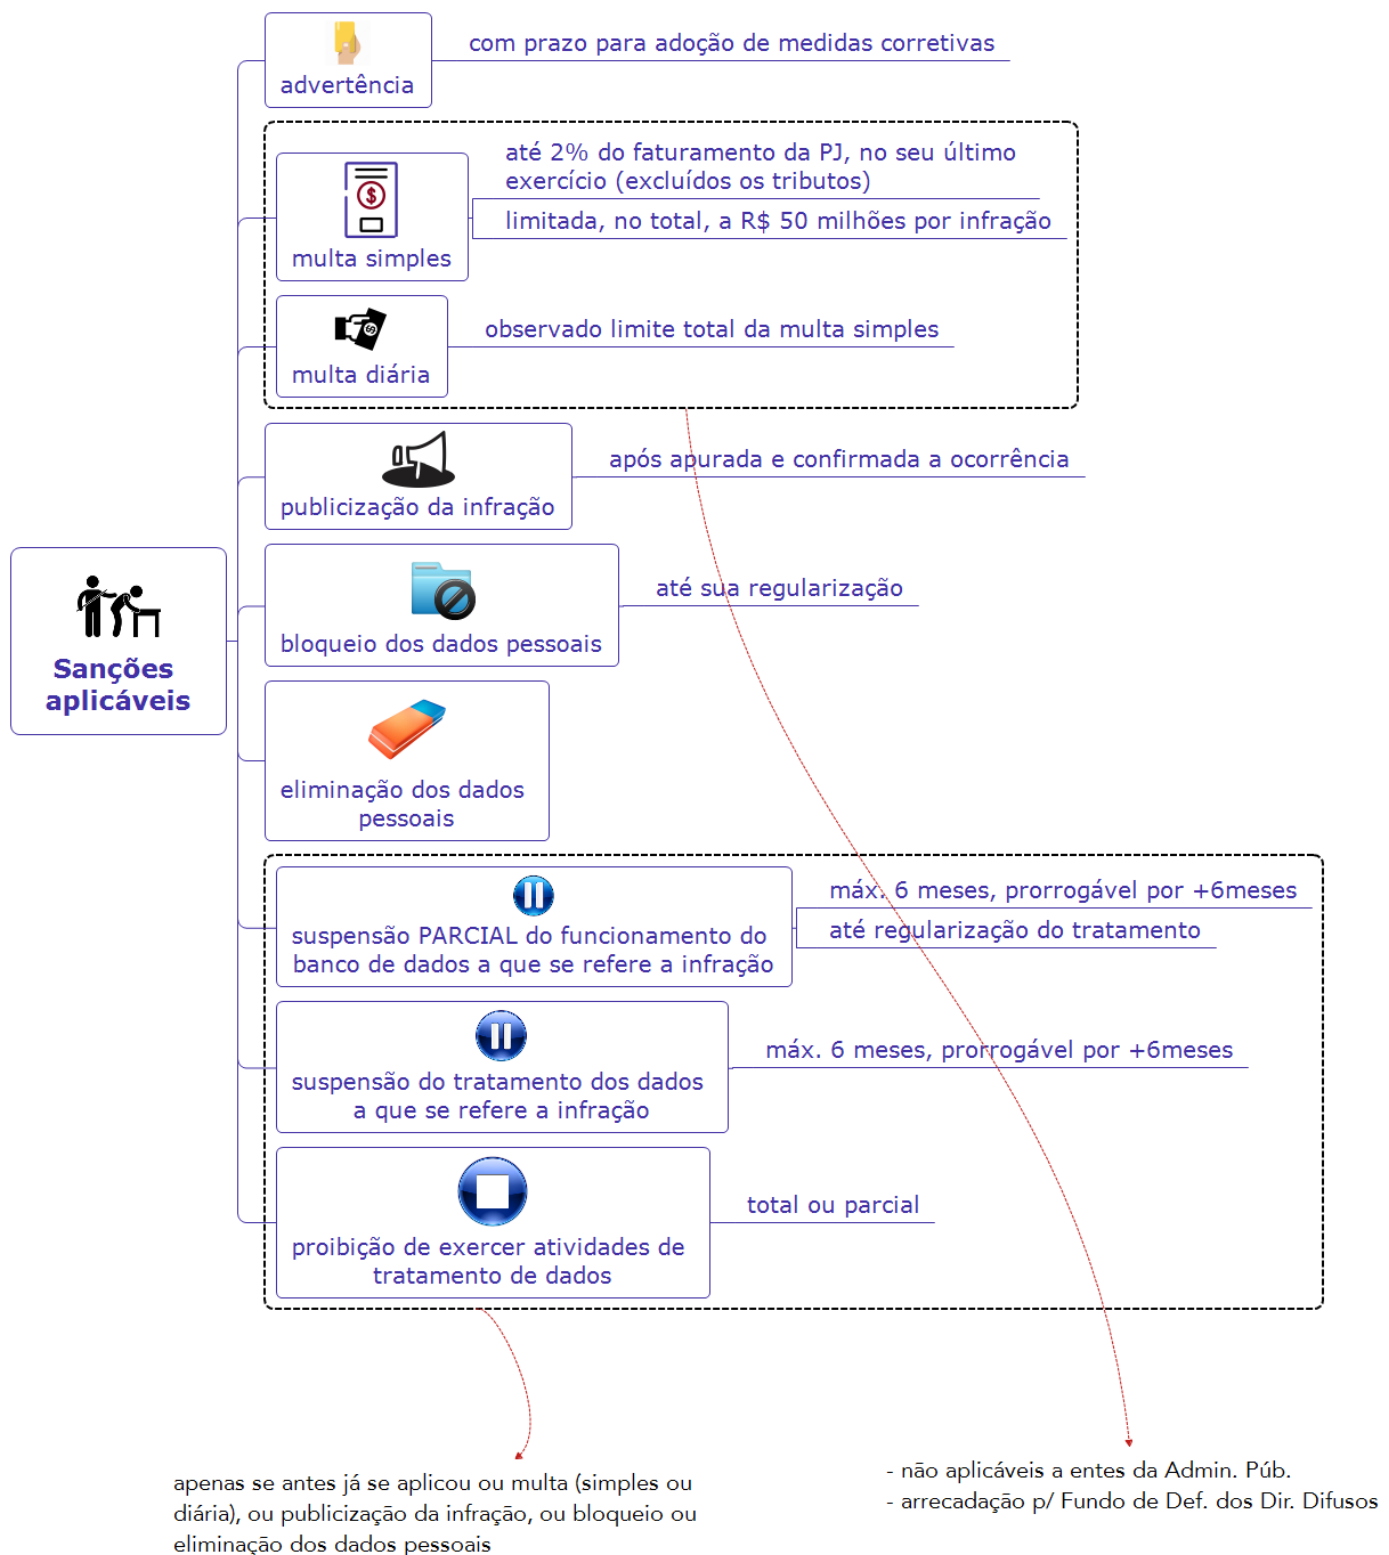 com prazo para adoção de medidas corretivas
advertência
até 2% do faturamento da PJ, no seu último
exercício (excluídos os tributos)
limitada, no total, a R$ 50 milhões por infração
multa simples
observado limite total da multa simples
multa diária
após apurada e confirmada a ocorrência
publicização da infração
até sua regularização
bloqueio dos dados pessoais
Sanções
aplicáveis
eliminação dos dados
pessoais
máx. 6 meses, prorrogável por +6meses
até regularização do tratamento
suspensão PARCIAL do funcionamento do
banco de dados a que se refere a infração
máx. 6 meses, prorrogável por +6meses
suspensão do tratamento dos dados
a que se refere a infração
total ou parcial
proibição de exercer atividades de
tratamento de dados
apenas se antes já se aplicou ou multa (simples ou
diária), ou publicização da infração, ou bloqueio ou
eliminação dos dados pessoais
- não aplicáveis a entes da Admin. Púb.
- arrecadação p/ Fundo de Def. dos Dir. Difusos